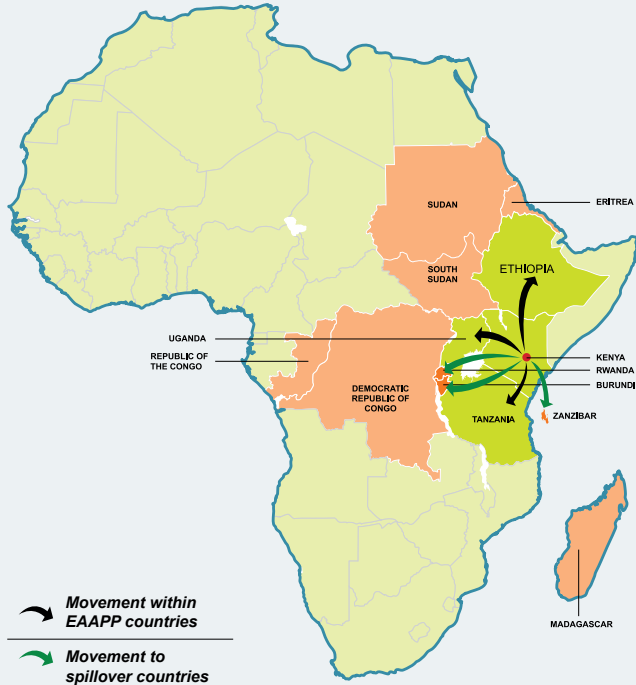 SUDAN
ERITREA
SOUTH
SUDAN
ETHIOPIA
UGANDA
REPUBLIC OF
THE CONGO
KENYA
RWANDA
BURUNDI
DEMOCRATIC
REPUBLIC OF
CONGO
TANZANIA
ZANZIBAR
MADAGASCAR
Movement within
EAAPP countries
Movement to
spillover countries